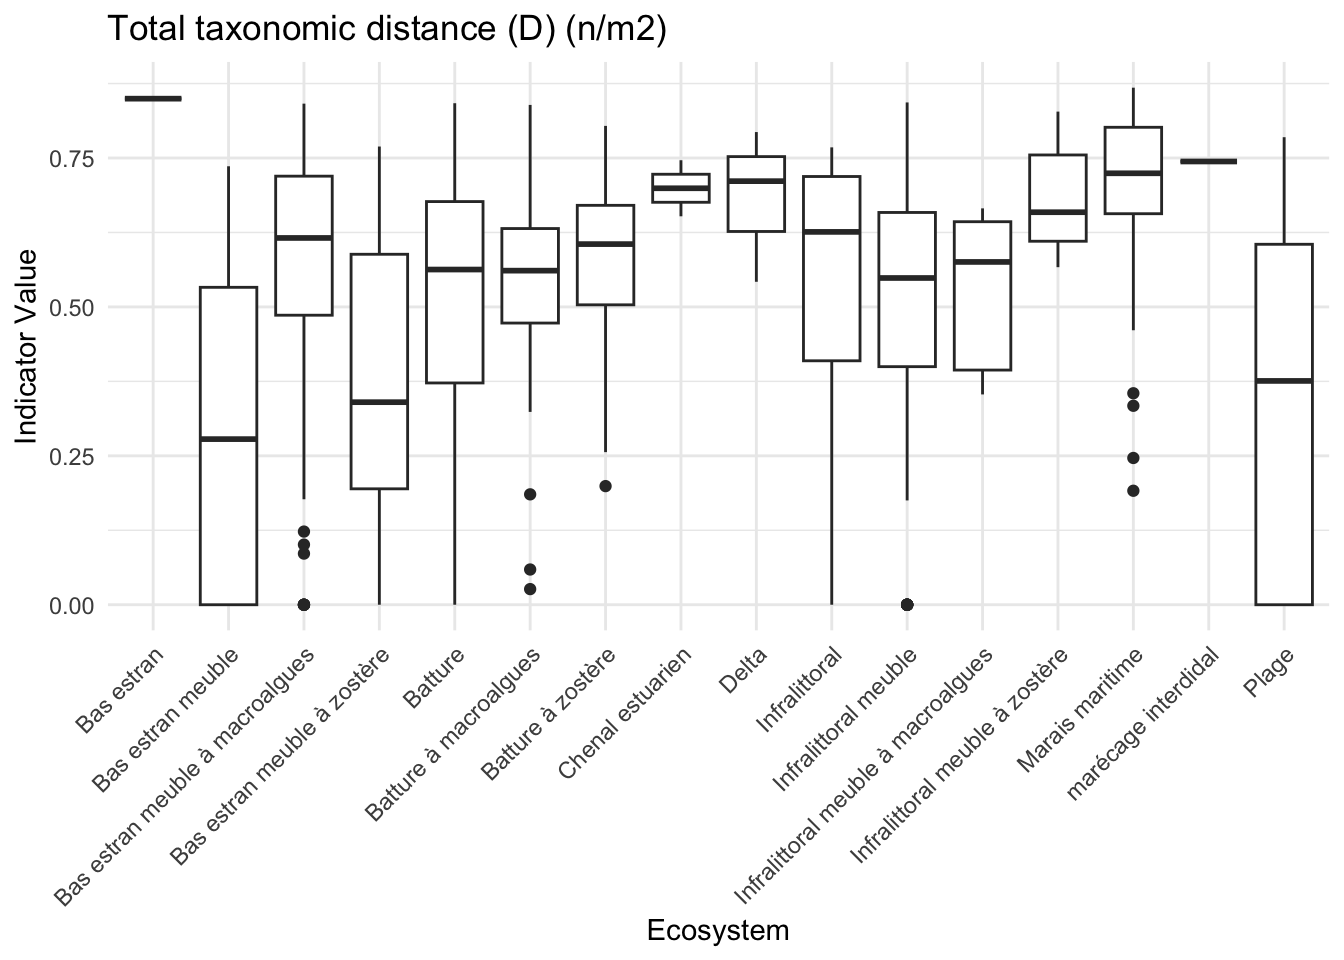 Total taxonomic distance (D) (n/m2)
Indicator Value
0.75
0.50
0.25
0.00
Bas estran
Bas estran meuble
Bas estran meuble à macroalgues
Bas estran meuble à zostère
Batture
Batture à macroalgues
Batture à zostère
Chenal estuarien
Delta
Infralittoral
Infralittoral meuble
Infralittoral meuble à macroalgues
Infralittoral meuble à zostère
Marais maritime
marécage interdidal
Plage
Ecosystem